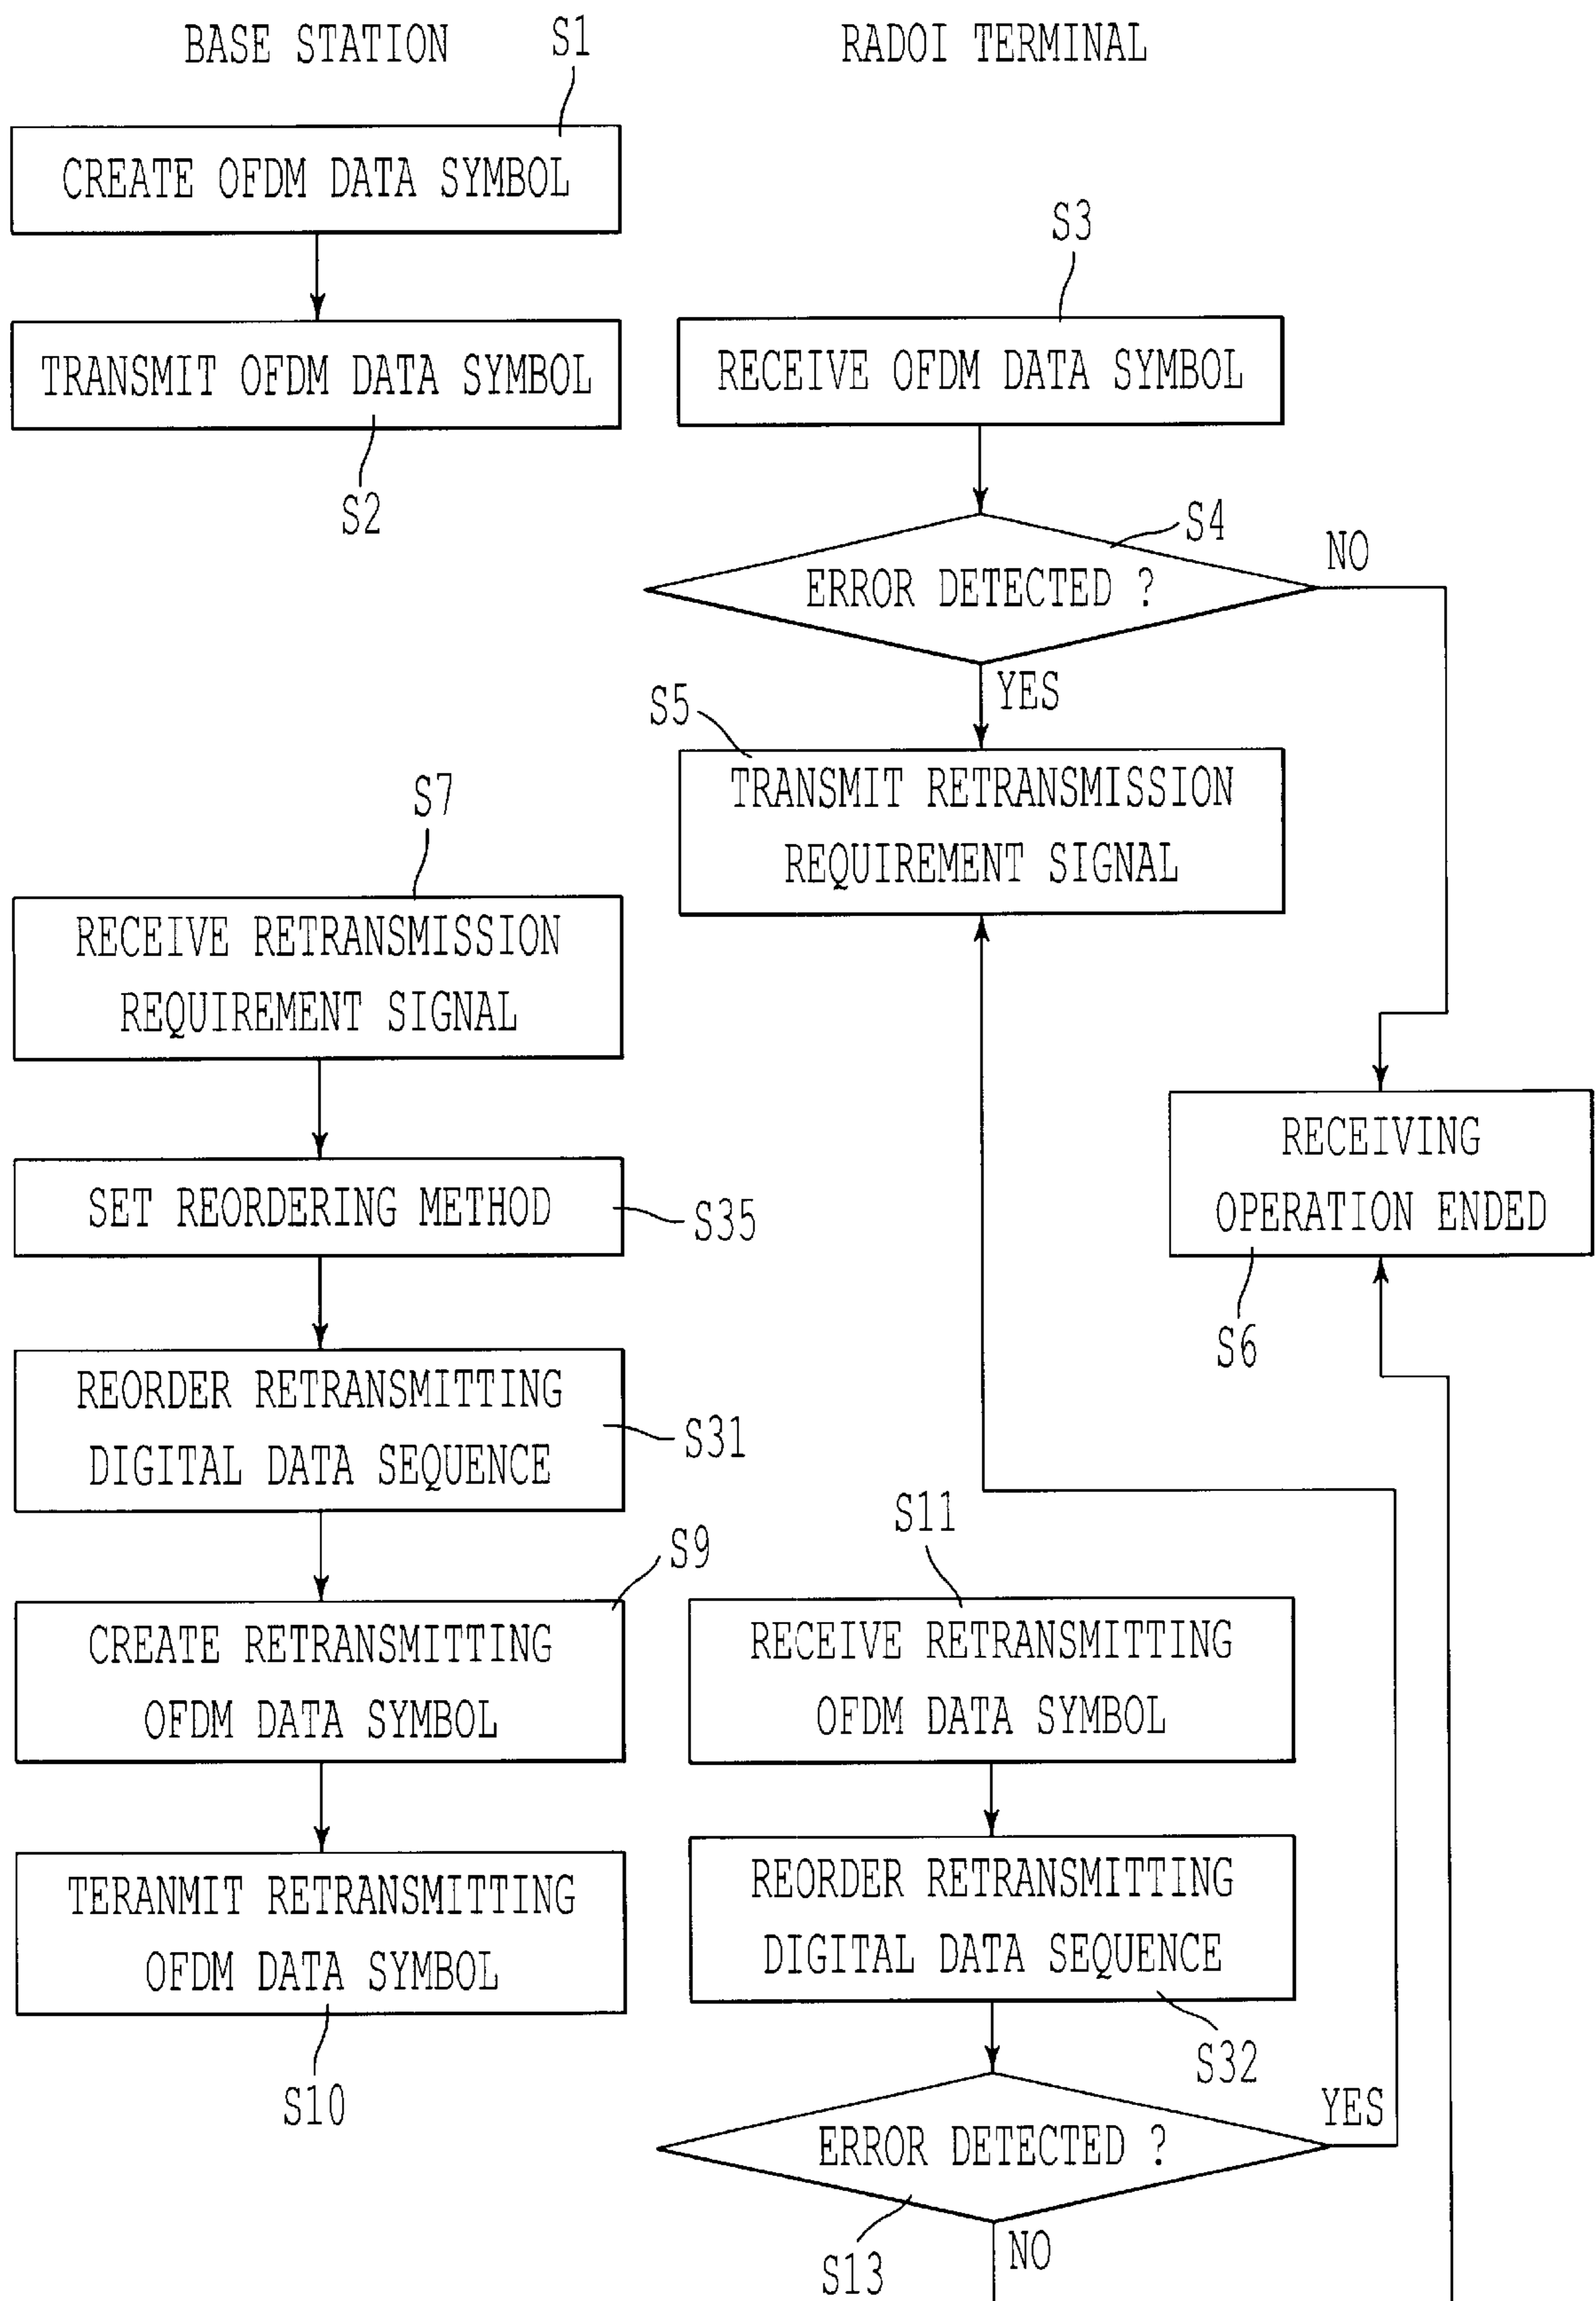 BASE STATION
S1
RADOI TERMINAL
CREATE OFDM DATA SYMBOL
S3
TRANSMIT OFDM DATA SYMBOL
RECEIVE OFDM DATA SYMBOL
S2
S4
NO
ERROR DETECTED ?
YES
S5
TRANSMIT RETRANSMISSION
REQUIREMENT SIGNAL
S7
RECEIVE RETRANSMISSION
REQUIREMENT SIGNAL
RECEIVING
OPERATION ENDED
S6
SET REORDERING METHOD
S35
REORDER RETRANSMITTING
DIGITAL DATA SEQUENCE
S31
S9
S11
CREATE RETRANSMITTING
OFDM DATA SYMBOL
RECEIVE RETRANSMITTING
OFDM DATA SYMBOL
TERANMIT RETRANSMITTING
OFDM DATA SYMBOL
S10
REORDER RETRANSMITTING
DIGITAL DATA SEQUENCE
S32
YES
ERROR DETECTED ?
S13
NO